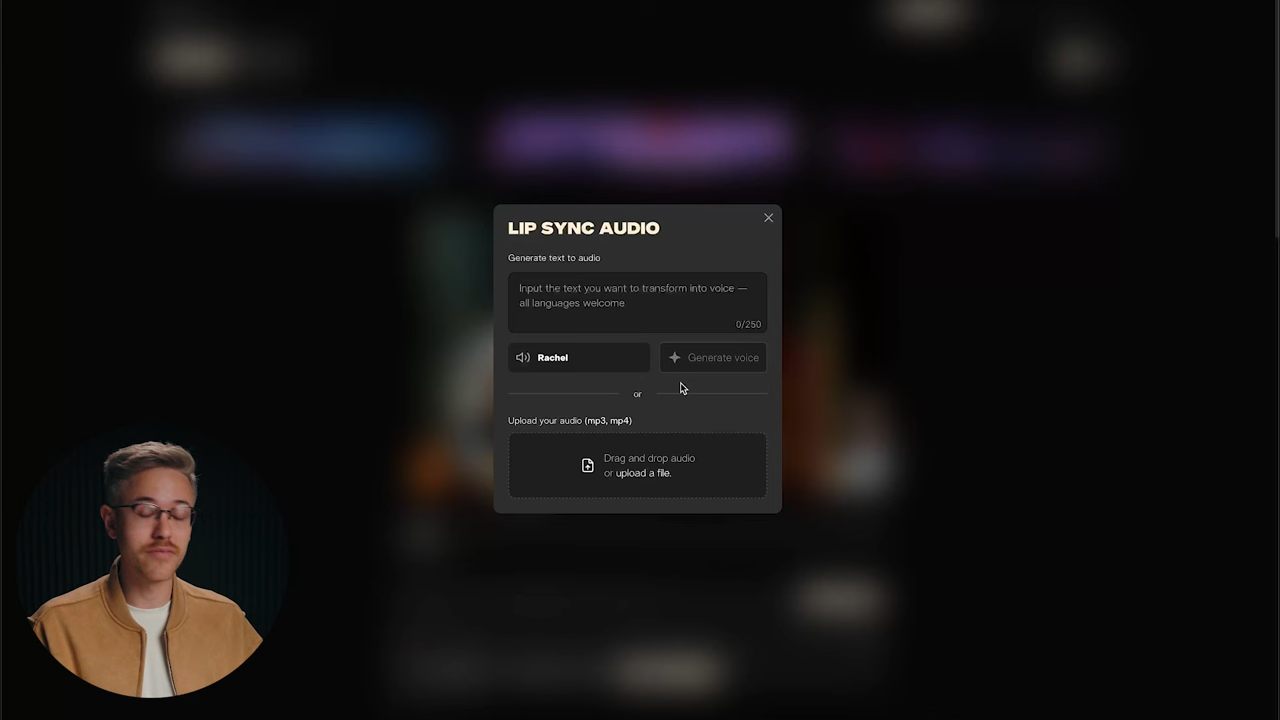 LIP SYNC AUDIO
Generate text to audio
Input the text you want to transform into voice —
all languages welcome
0/250
Rachel
Generate voice
or
Upload your audio (mp3, mp4)
Drag and drop audio
or upload a file.